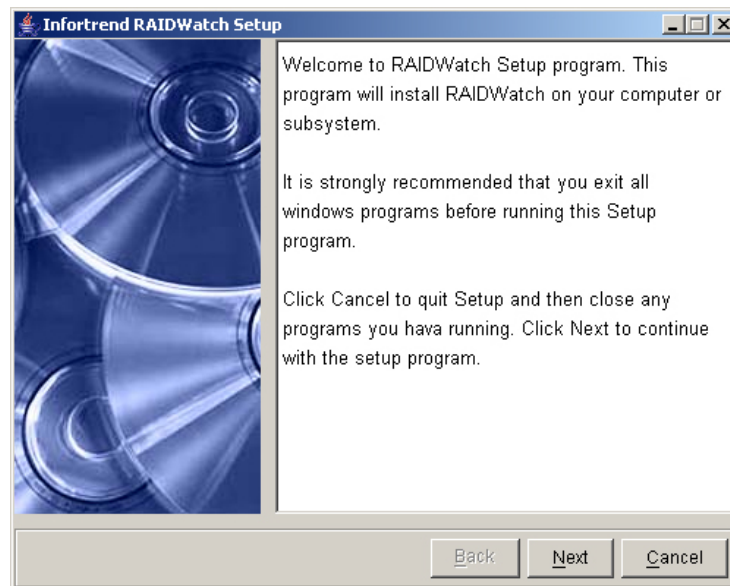 Infortrend RAIDWatch Setup
Welcome to RAIDWatch Setup program. This
program will install RAIDWatch on your computer or
subsystem.
It is strongly recommended that you exit all
windows programs before running this Setup
program.
Click Cancel to quit Setup and then close any
programs you hava running. Click Next to continue
with the setup program.
Back
Next
Cancel